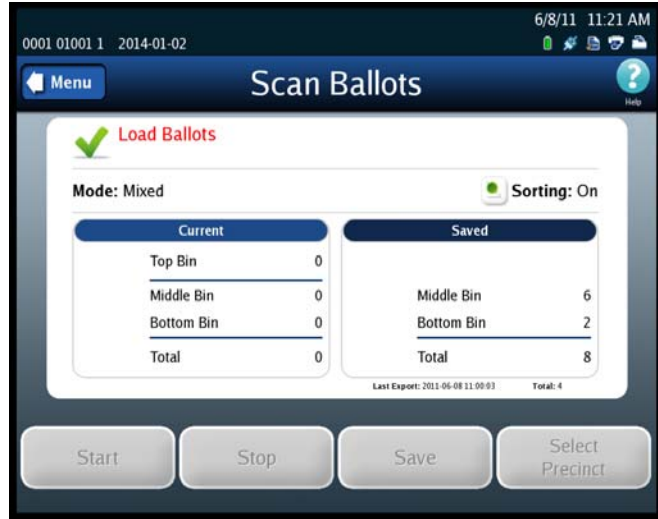 6/8/11 11:21 AM
0001 01001 1 2014-01-02
Menu
Scan Ballots
Help
Load Ballots
Mode: Mixed
Sorting: On
Current
Saved
Top Bin 0
Middle Bin 0
Middle Bin 6
Bottom Bin 0
Bottom Bin 2
Total 0
Total 8
Last Export: 2011-06-08 11:00:03 Total: 4
Start
Stop
Save
Select
Precinct